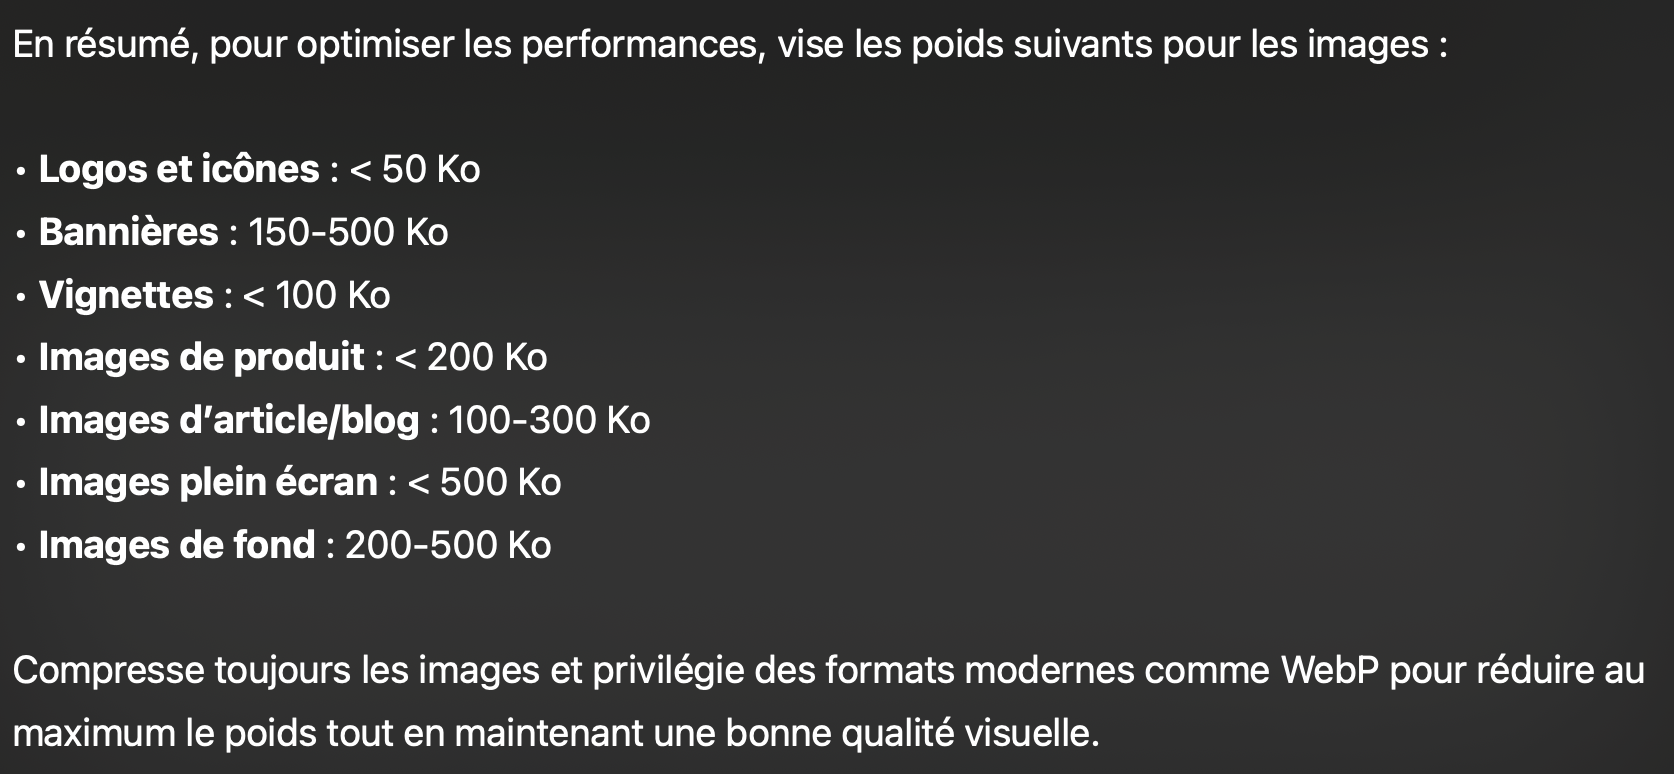 En résumé, pour optimiser les performances, vise les poids suivants pour les images :
• Logos et icônes : < 50 Ko
• Bannières : 150-500 Ko
• Vignettes : < 100 Ko
• Images de produit : < 200 Ko
• Images d’article/blog : 100-300 Ko
• Images plein écran : < 500 Ko
• Images de fond : 200-500 Ko
Compresse toujours les images et privilégie des formats modernes comme WebP pour réduire au
maximum le poids tout en maintenant une bonne qualité visuelle.